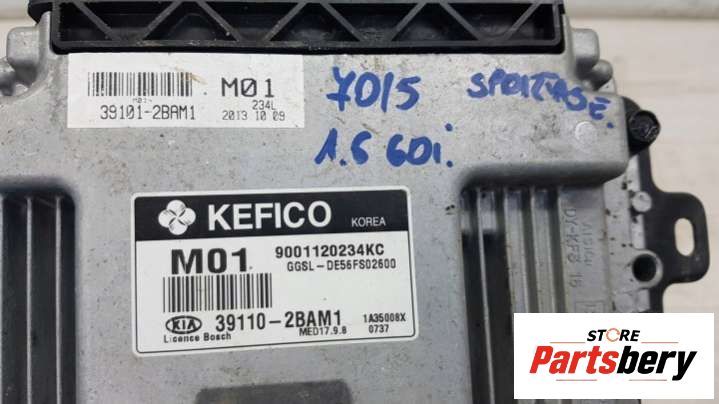 M01
39101-2BAM1
M01
234L
2013 10 09
7015 SPORTAGE.
1.6 GDi.
KEFICO KOREA
M01
9001120234KC
GGSL-DE56FS02600
KIA
Licence Bosch
39110-2BAM1
MED17.9.8
1A35008X
0737
STORE
Partsbery